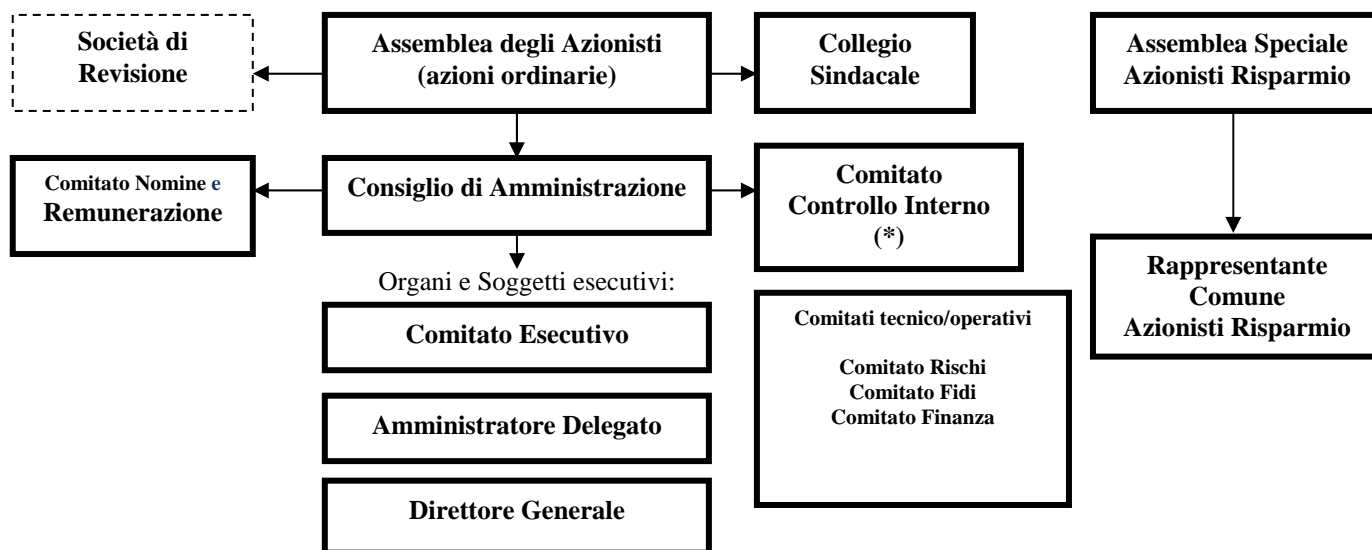 Società di
Revisione
Assemblea degli Azionisti
(azioni ordinarie)
Collegio
Sindacale
Assemblea Speciale
Azionisti Risparmio
Comitato Nomine e
Remunerazione
Consiglio di Amministrazione
Comitato
Controllo Interno
(*)
Organi e Soggetti esecutivi:
Comitato Esecutivo
Amministratore Delegato
Direttore Generale
Comitati tecnico/operativi
Comitato Rischi
Comitato Fidi
Comitato Finanza
Rappresentante
Comune
Azionisti Risparmio